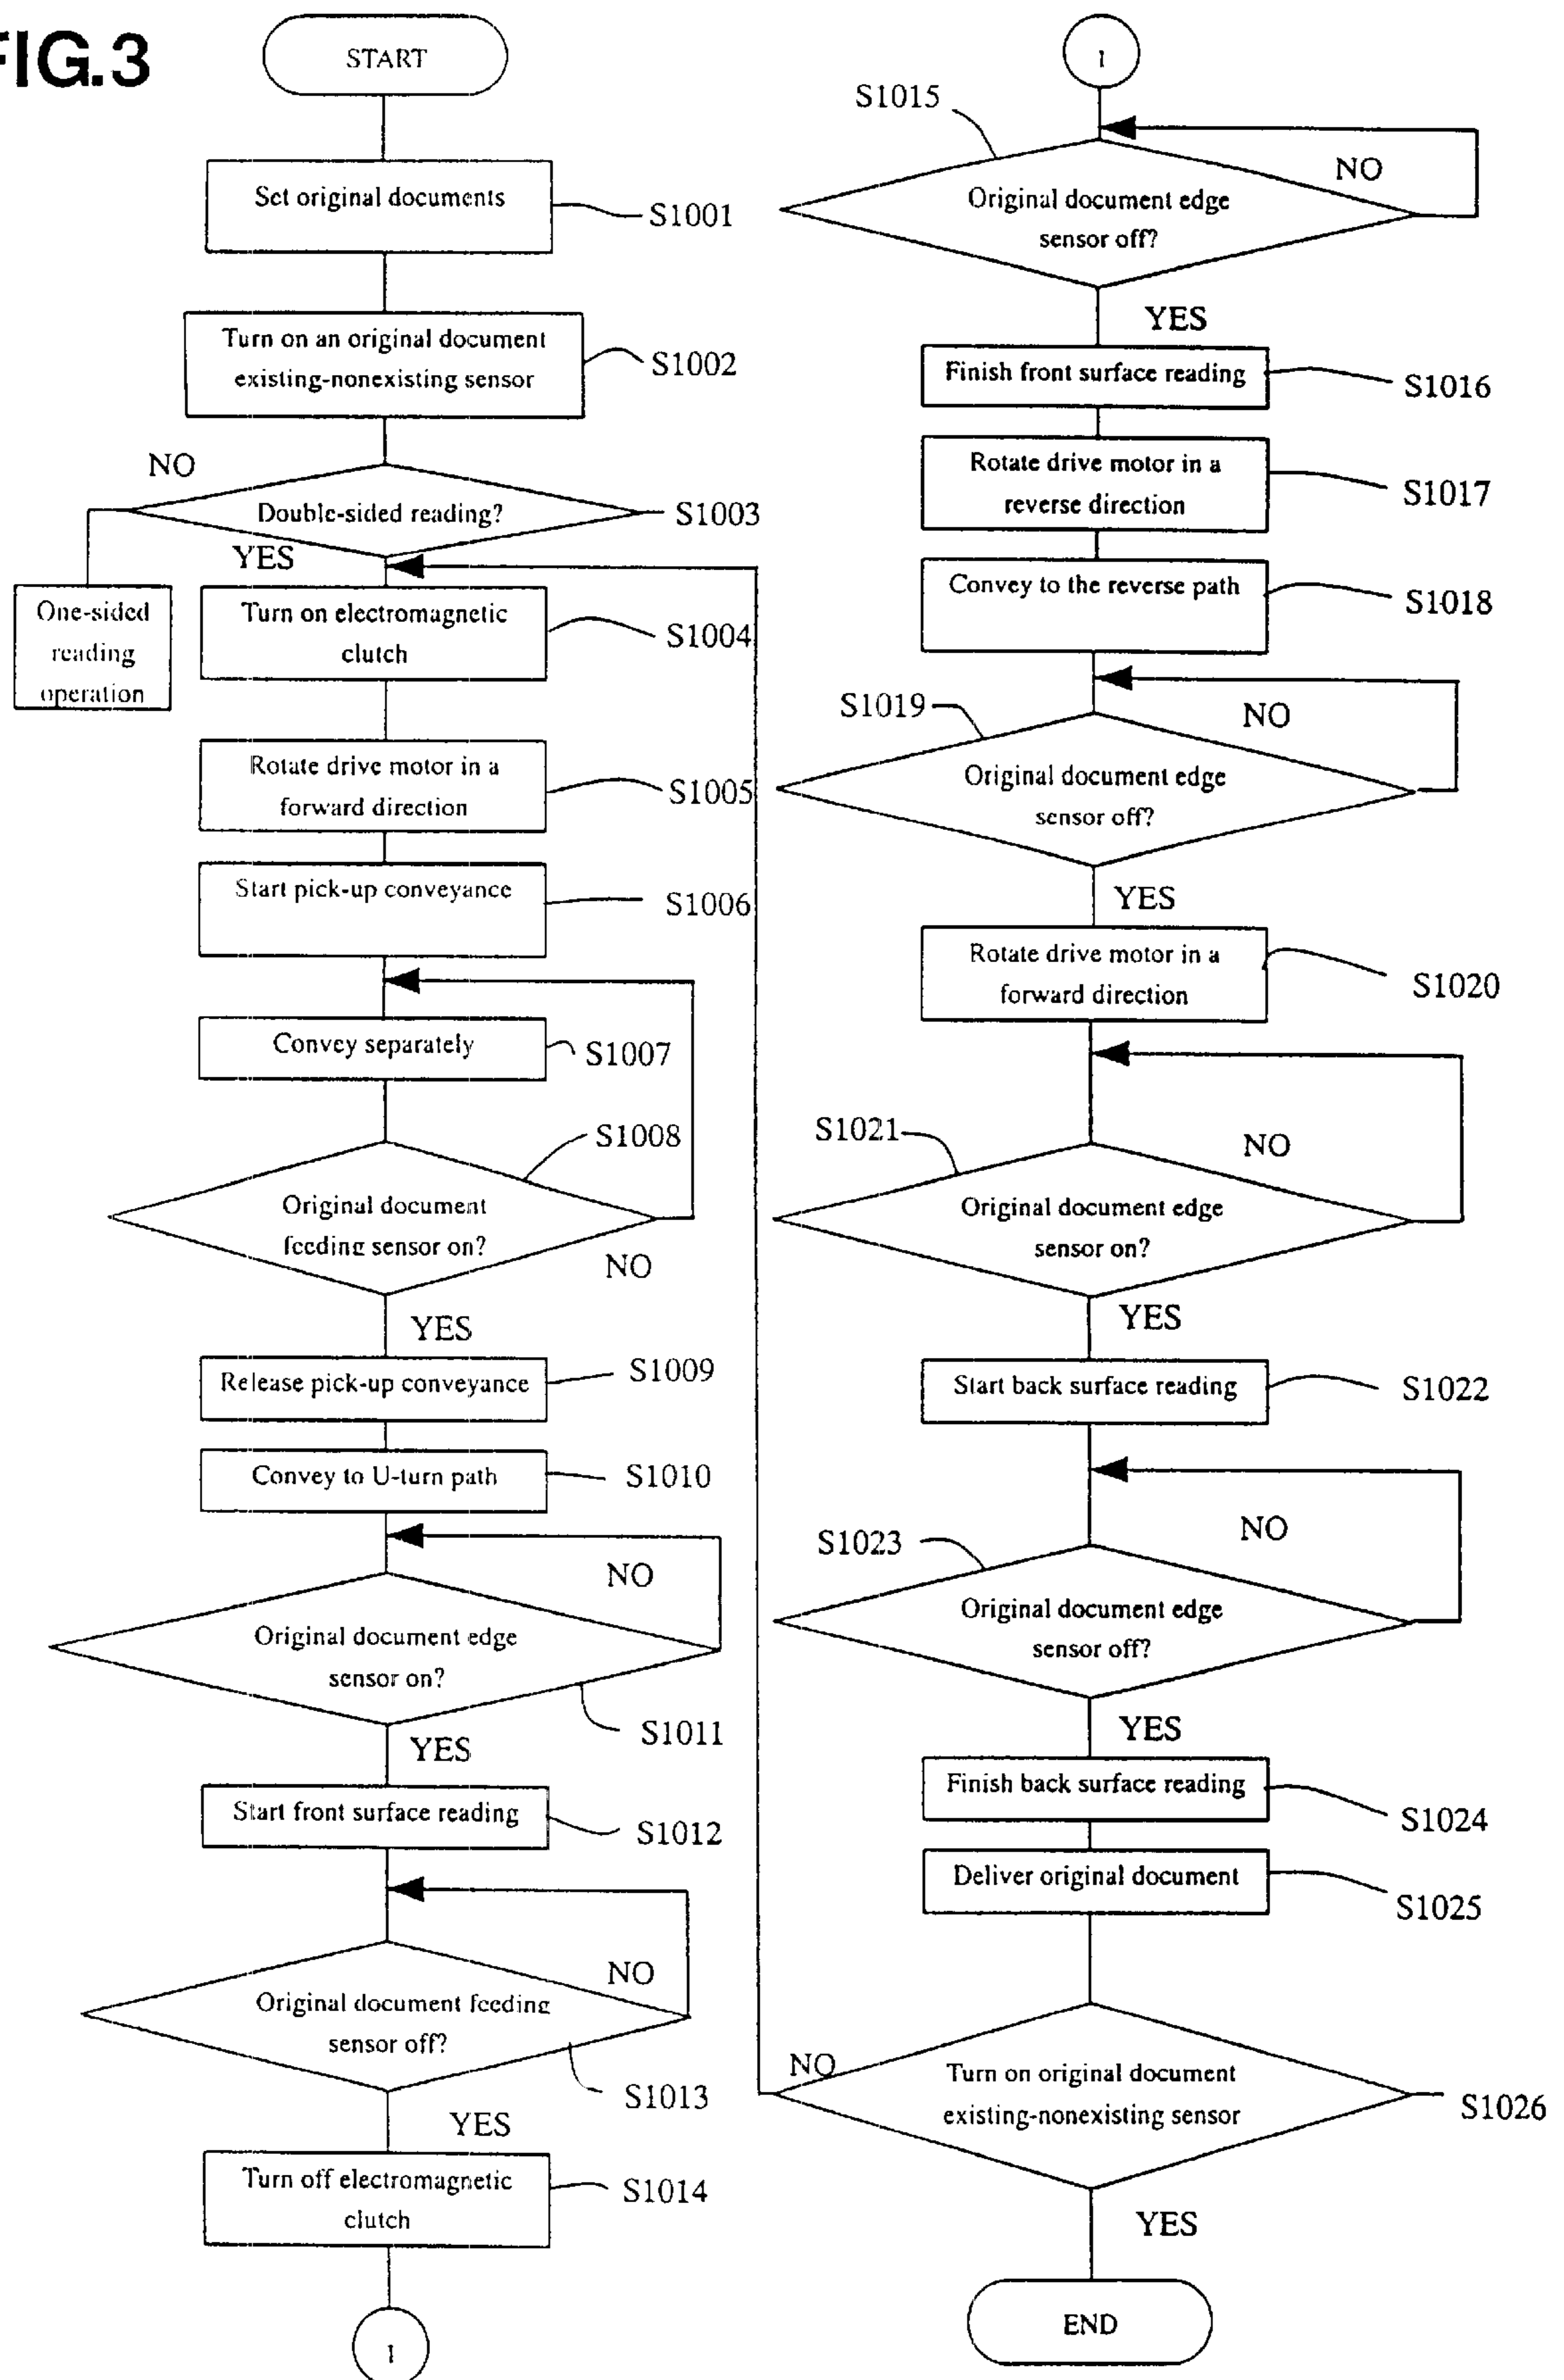 FIG.3
START
Set original documents
S1001
Turn on an original document
existing-nonexisting sensor
S1002
NO
Double-sided reading?
S1003
YES
One-sided
reading
operation
Turn on electromagnetic
clutch
S1004
Rotate drive motor in a
forward direction
S1005
Start pick-up conveyance
S1006
Convey separately
S1007
S1008
Original document
feeding sensor on?
NO
YES
Release pick-up conveyance
S1009
Convey to U-turn path
S1010
NO
Original document edge
sensor on?
S1011
YES
Start front surface reading
S1012
NO
Original document feeding
sensor off?
S1013
YES
Turn off electromagnetic
clutch
S1014
1
1
S1015
NO
Original document edge
sensor off?
YES
Finish front surface reading
S1016
Rotate drive motor in a
reverse direction
S1017
Convey to the reverse path
S1018
S1019
NO
Original document edge
sensor off?
YES
Rotate drive motor in a
forward direction
S1020
S1021
NO
Original document edge
sensor on?
YES
Start back surface reading
S1022
S1023
NO
Original document edge
sensor off?
YES
Finish back surface reading
S1024
Deliver original document
S1025
NO
Turn on original document
existing-nonexisting sensor
S1026
YES
END